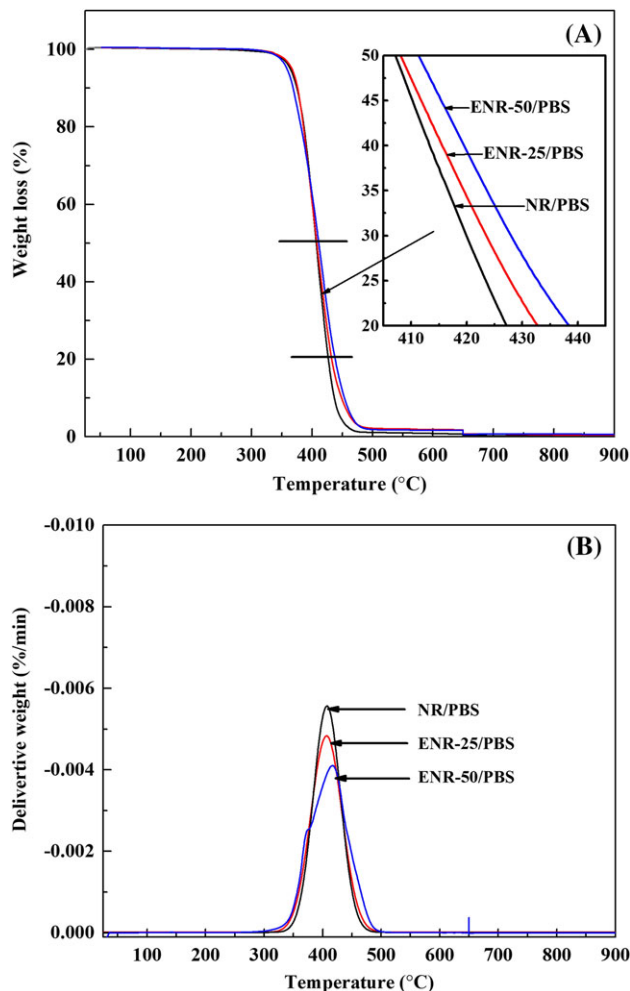 (A)
Weight loss (%)
100
80
60
40
20
0
100 200 300 400 500 600 700 800 900
Temperature (°C)
50
45
40
35
30
25
20
410 420 430 440
ENR-50/PBS
ENR-25/PBS
NR/PBS
(B)
Delivertive weight (%/min)
-0.010
-0.008
-0.006
-0.004
-0.002
0.000
100 200 300 400 500 600 700 800 900
Temperature (°C)
NR/PBS
ENR-25/PBS
ENR-50/PBS